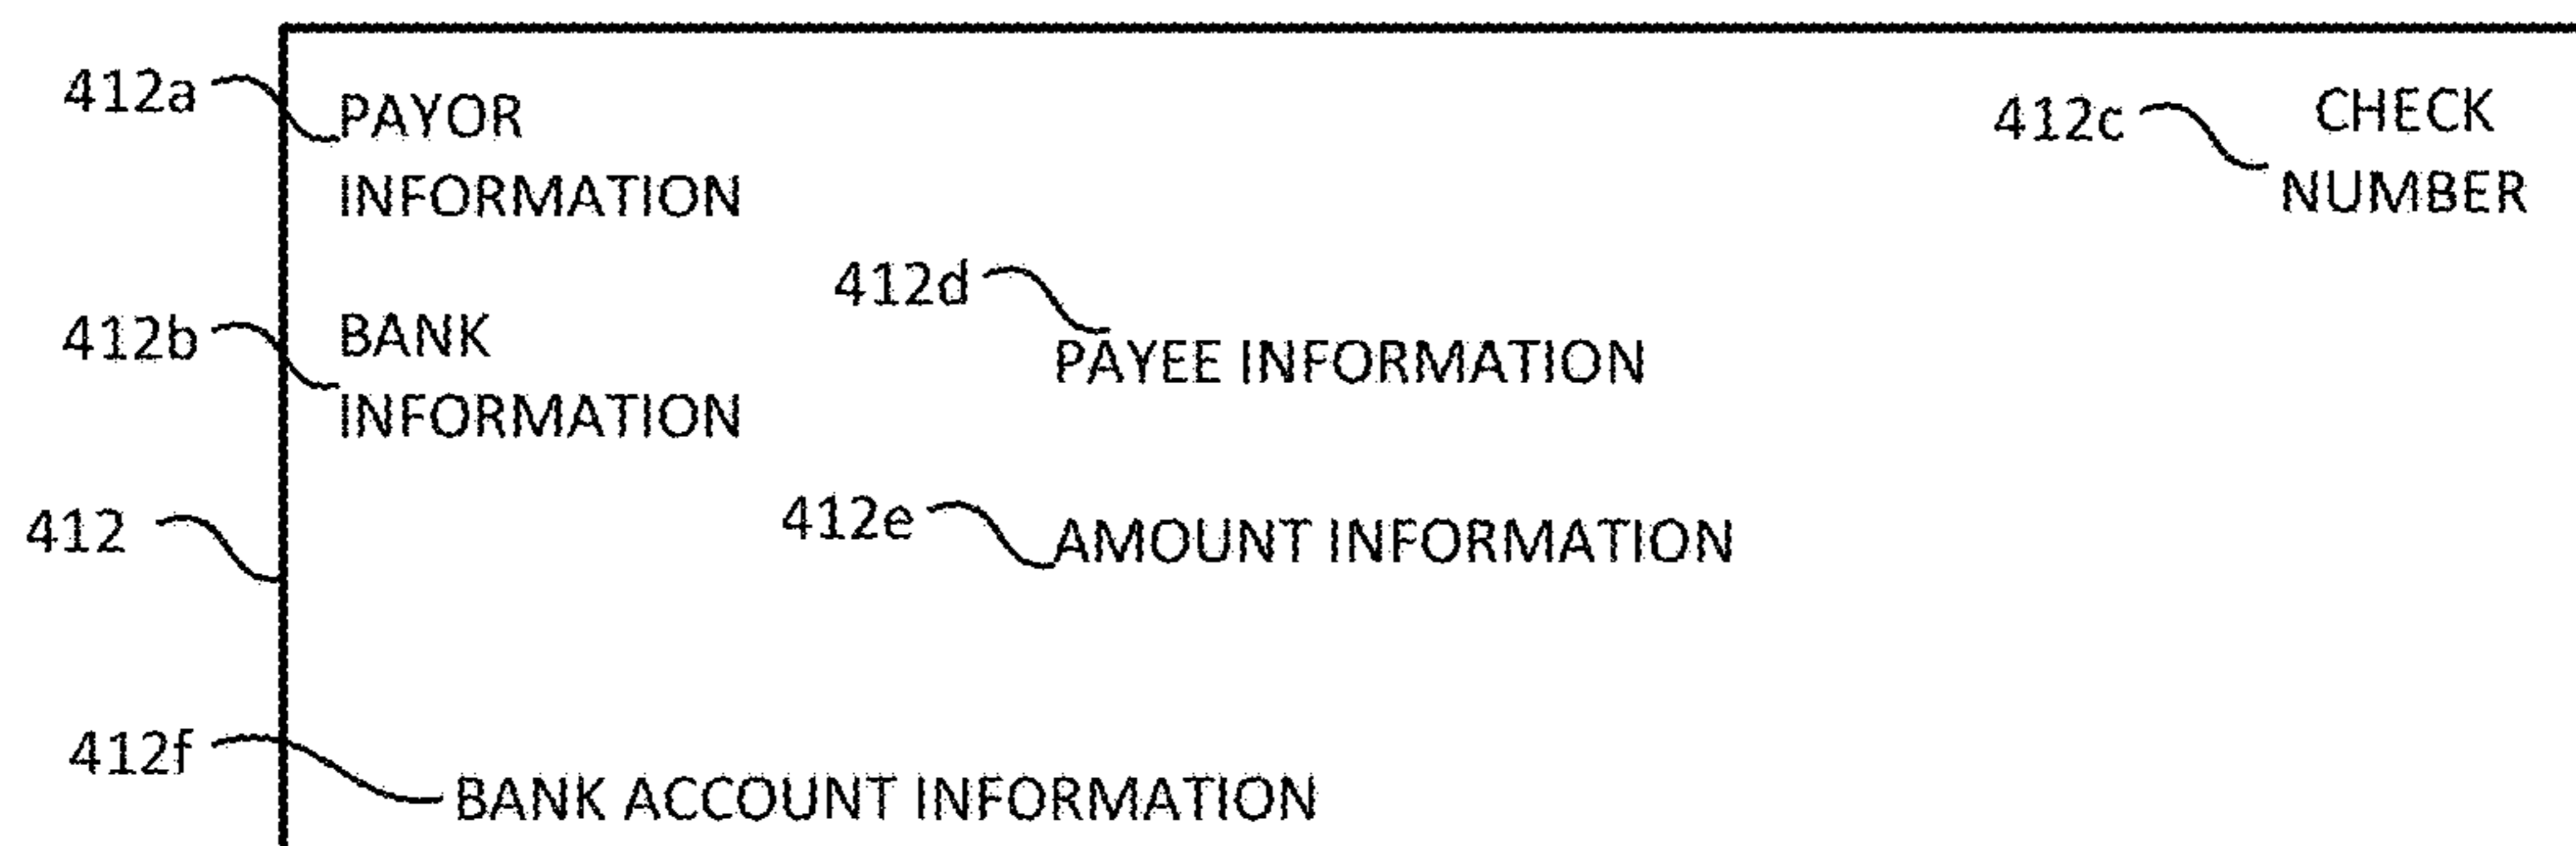 412a PAYOR
INFORMATION
412c CHECK
NUMBER
412b BANK
INFORMATION
412d
PAYEE INFORMATION
412 412e AMOUNT INFORMATION
412f BANK ACCOUNT INFORMATION